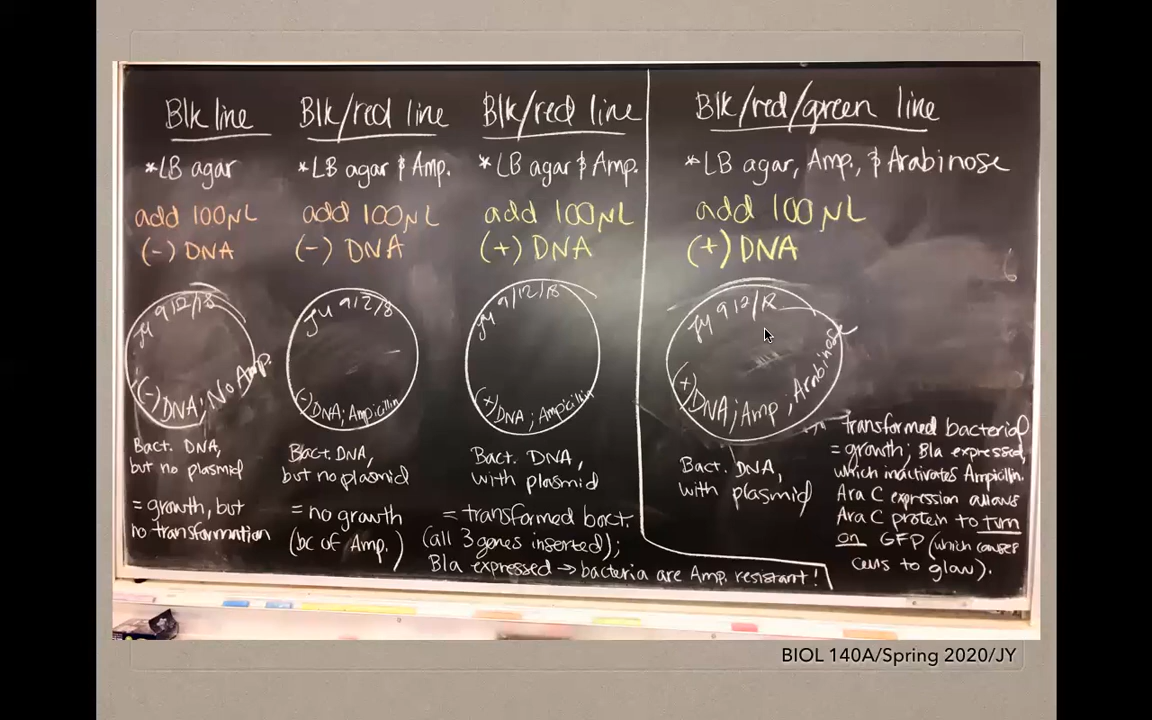 Blk line
*LB agar
add 100µL
(-) DNA
JY 9/12/18
(-) DNA; No Amp.
Bact. DNA,
but no plasmid
= growth, but
no transformation
Blk/red line
*LB agar & Amp.
add 100µL
(-) DNA
JY 9/2/8
(-) DNA; Ampicillin
Bact. DNA,
but no plasmid
= no growth
(bc of Amp.)
Blk/red line
*LB agar & Amp.
add 100µL
(+) DNA
JY 9/12/18
(+) DNA; Ampicillin
Bact. DNA,
with plasmid
= transformed bact.
(all 3 genes inserted);
Bla expressed → bacteria are Amp. resistant!
Blk/red/green line
*LB agar, Amp., & Arabinose
add 100µL
(+) DNA
JY 9/12/
(+) DNA; Amp; Arabinose
Bact. DNA,
with plasmid
transformed bacteria
= growth; Bla expressed,
which inactivates Ampicillin.
Ara C expression allows
Ara C protein to turn
on GFP (which causes
cells to glow).
BIOL 140A/Spring 2020/JY